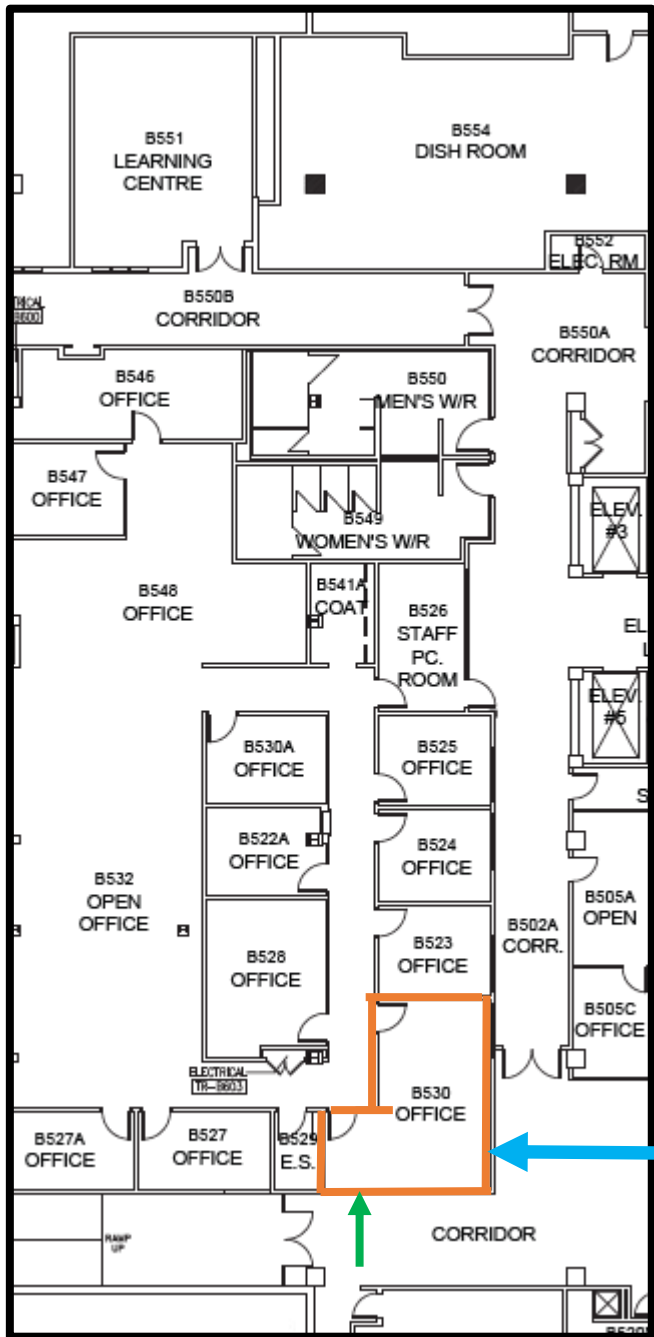 B551
LEARNING
CENTRE
B554
DISH ROOM
B552
ELEC. RM
B550B
CORRIDOR
B550A
CORRIDOR
B546
OFFICE
B550
MEN'S W/R
B547
OFFICE
ELEV.
#3
B549
WOMEN'S W/R
B548
OFFICE
B541A
COAT
B526
STAFF
PC.
ROOM
ELEV.
#5
B530A
OFFICE
B525
OFFICE
B522A
OFFICE
B524
OFFICE
B532
OPEN
OFFICE
B505A
OPEN
B528
OFFICE
B523
OFFICE
B502A
CORR.
B505C
OFFICE
ELECTRICAL
TR-B603
B530
OFFICE
B527A
OFFICE
B527
OFFICE
B529
E.S.
RAMP
UP
CORRIDOR